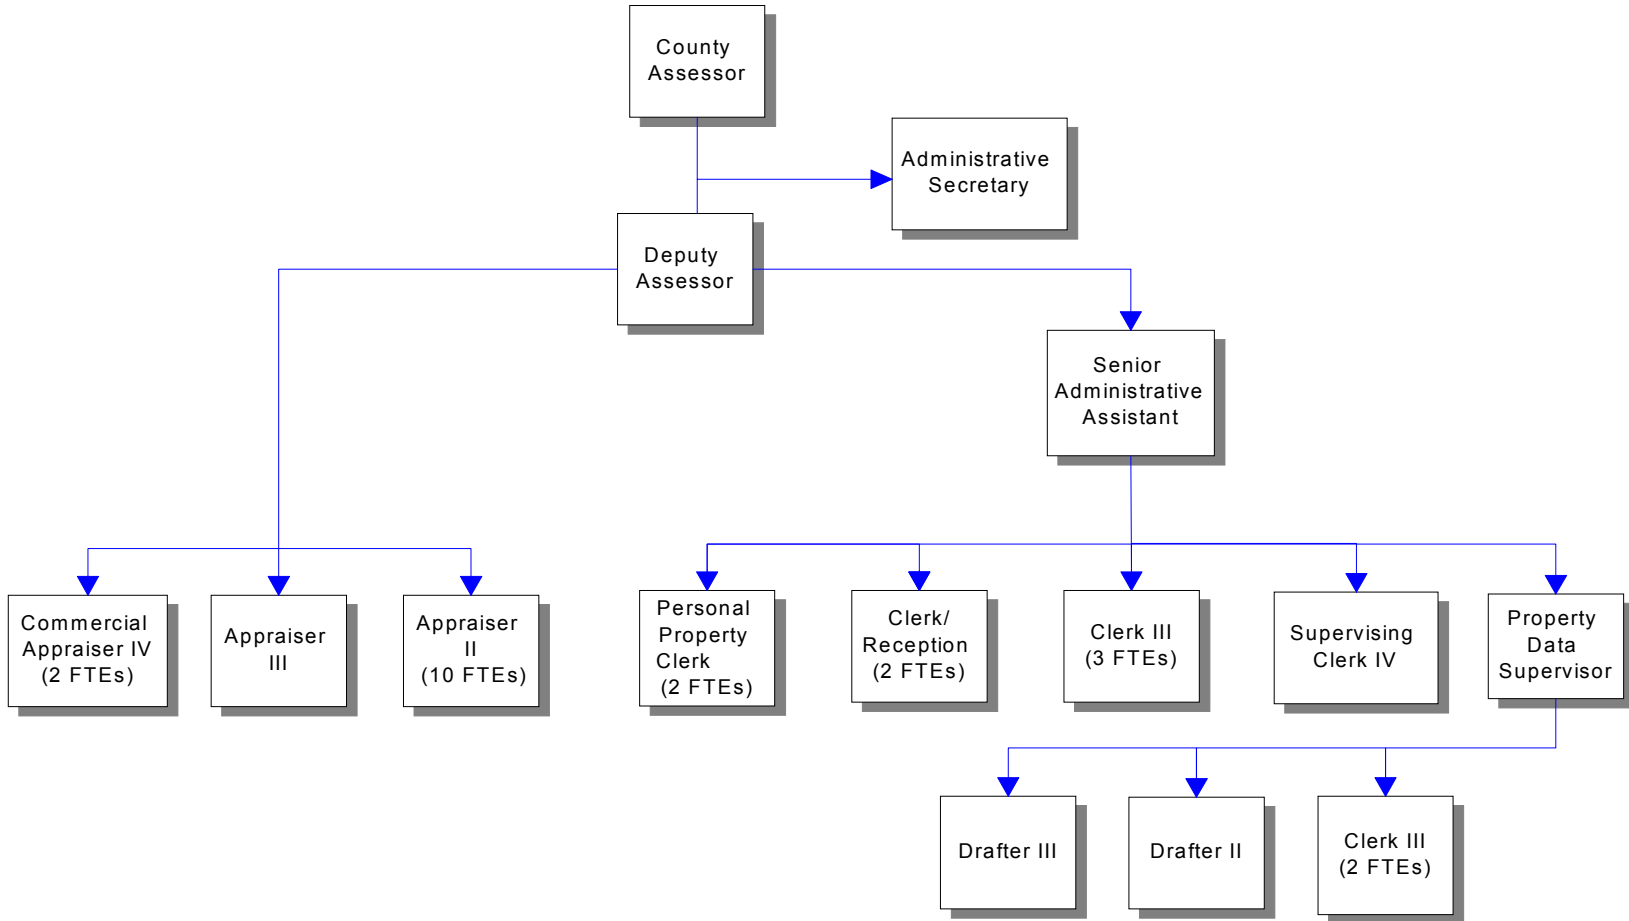 County
Assessor
Administrative
Secretary
Deputy
Assessor
Senior
Administrative
Assistant
Commercial
Appraiser IV
(2 FTEs)
Appraiser
III
Appraiser
II
(10 FTEs)
Personal
Property
Clerk
(2 FTEs)
Clerk/
Reception
(2 FTEs)
Clerk III
(3 FTEs)
Supervising
Clerk IV
Property
Data
Supervisor
Drafter III
Drafter II
Clerk III
(2 FTEs)